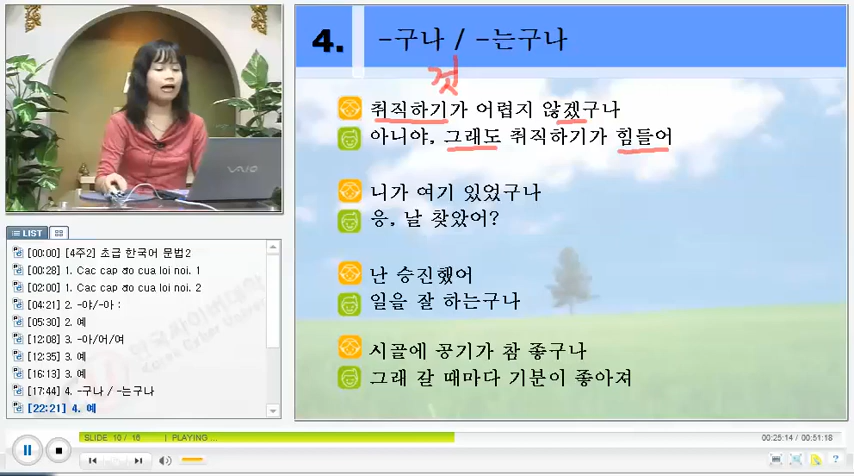 4. -구나 / -는구나
것
취직하기가 어렵지 않겠구나
아니야, 그래도 취직하기가 힘들어
니가 여기 있었구나
응, 날 찾았어?
난 승진했어
일을 잘 하는구나
시골에 공기가 참 좋구나
그래 갈 때마다 기분이 좋아져
VAIO
LIST
[00:00] [4주2] 초급 한국어 문법2
[00:28] 1. Cac cap do cua loi noi. 1
[02:00] 1. Cac cap do cua loi noi. 2
[04:21] 2. -야/-아 :
[05:30] 2. 예
[12:08] 3. -아/어/여
[12:35] 3. 예
[16:13] 3. 예
[17:44] 4. -구나 / -는구나
[22:21] 4. 예
SLIDE 10 / 16 | PLAYING ...
00:25:14 / 00:51:18